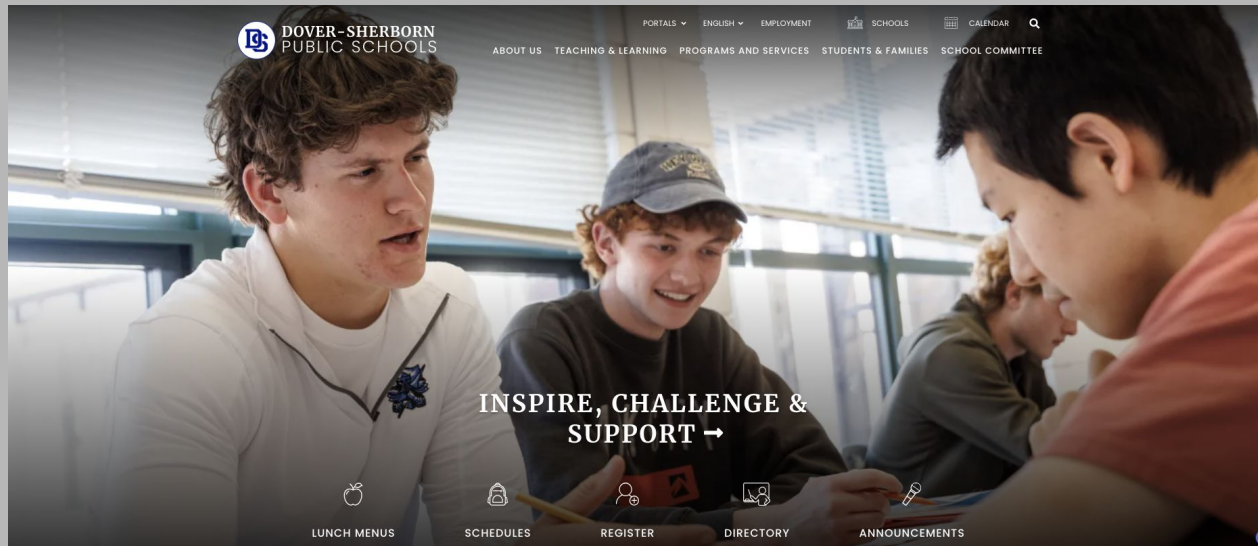 DOVER-SHERBORN
PUBLIC SCHOOLS
PORTALS
ENGLISH
EMPLOYMENT
SCHOOLS
CALENDAR
ABOUT US
TEACHING & LEARNING
PROGRAMS AND SERVICES
STUDENTS & FAMILIES
SCHOOL COMMITTEE
INSPIRE, CHALLENGE &
SUPPORT →
LUNCH MENUS
SCHEDULES
REGISTER
DIRECTORY
ANNOUNCEMENTS